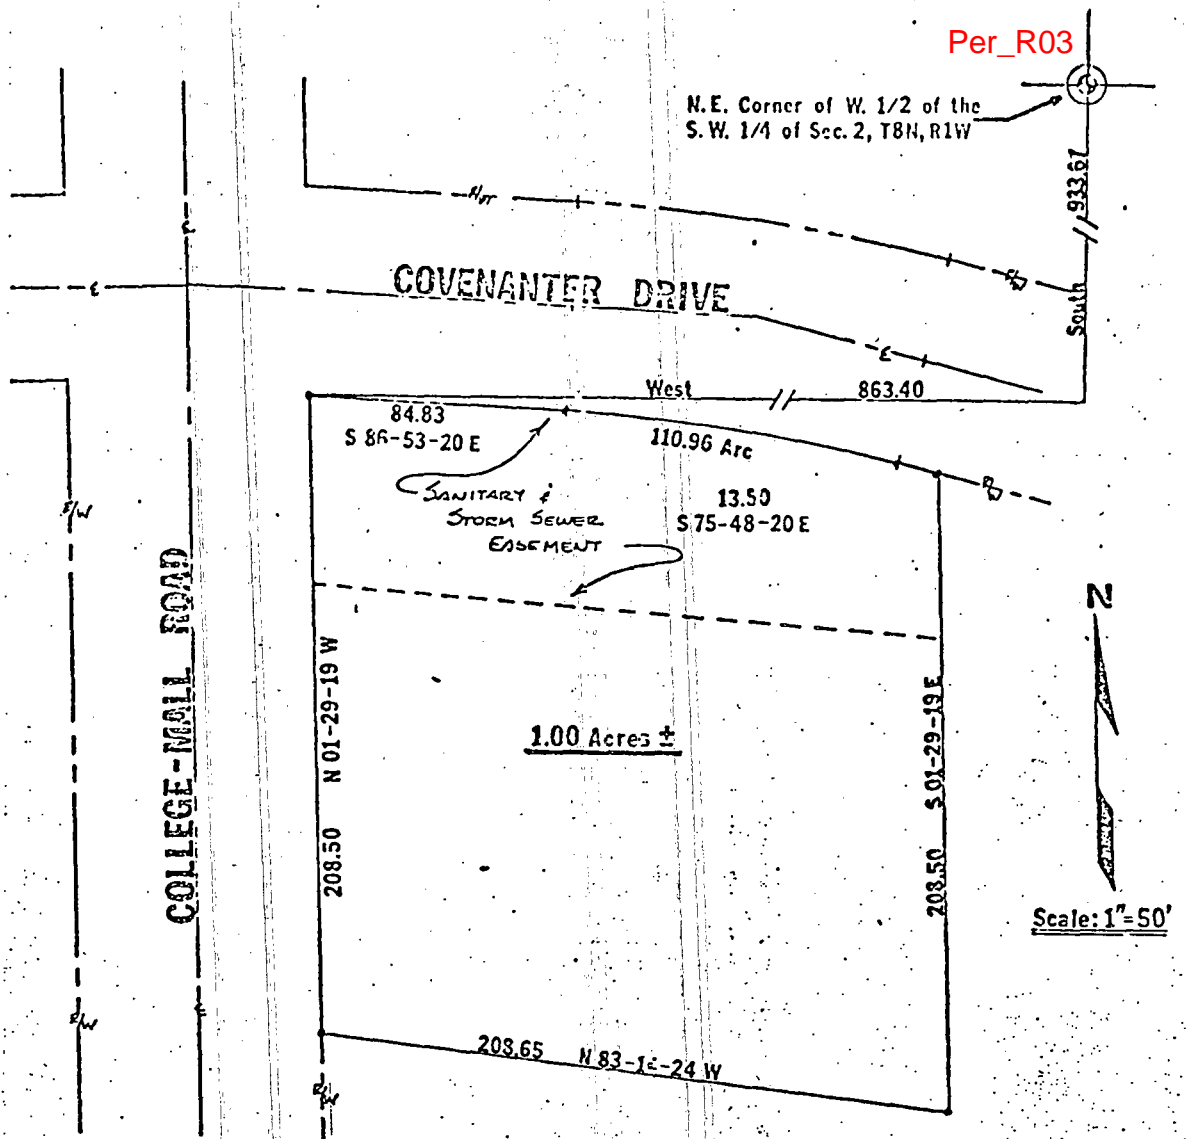 Per_R03
N.E. Corner of W. 1/2 of the
S.W. 1/4 of Sec. 2, T8N, R1W
933.67
South
R/W
R/W
COVENANTER DRIVE
West
863.40
84.83
S 86-53-20 E
110.96 Arc
SANITARY &
STORM SEWER
EASEMENT
13.50
S 75-48-20 E
R/W
R/W
COLLEGE-MALL ROAD
N 01-29-19 W
208.50
1.00 Acres ±
S 01-29-19 E
208.50
N
Scale: 1"=50'
R/W
R/W
208.65
W